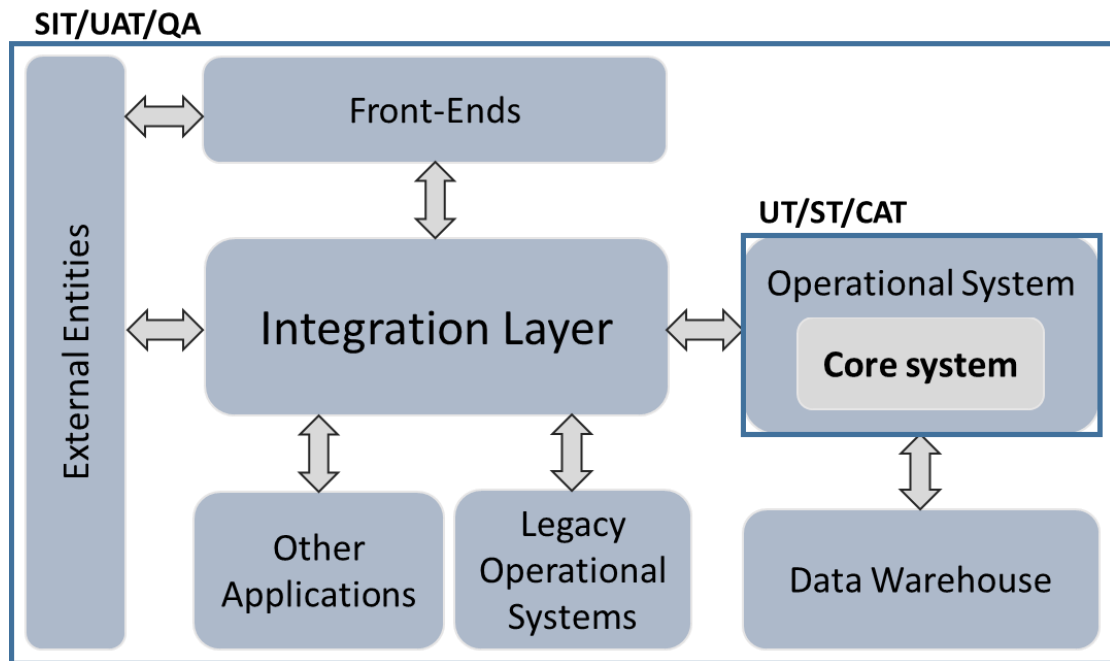 SIT/UAT/QA
External Entities
Front-Ends
UT/ST/CAT
Integration Layer
Operational System
Core system
Other
Applications
Legacy
Operational
Systems
Data Warehouse